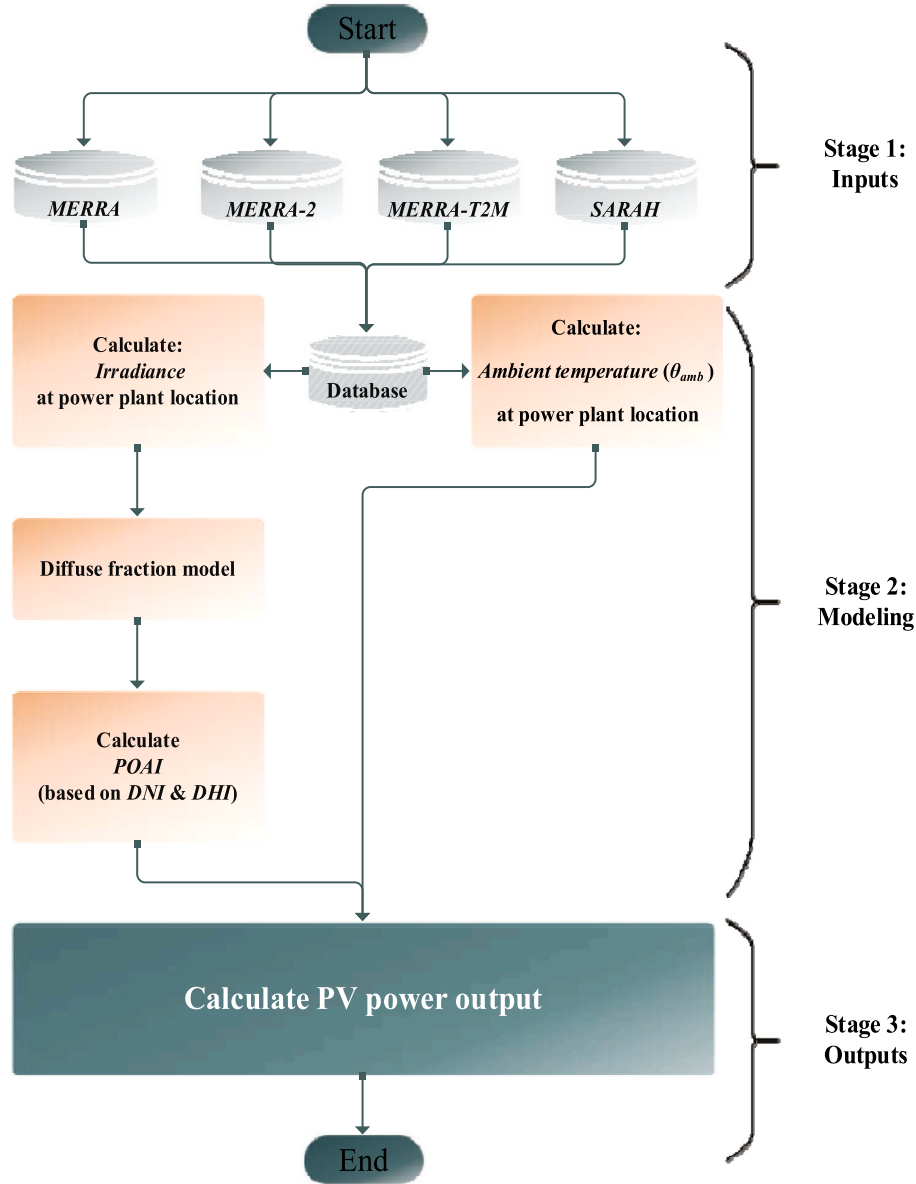 Start
MERRA
MERRA-2
MERRA-T2M
SARAH
Stage 1:
Inputs
Calculate:
Irradiance
at power plant location
Database
Calculate:
Ambient temperature (θamb)
at power plant location
Diffuse fraction model
Calculate
POAI
(based on DNI & DHI)
Stage 2:
Modeling
Calculate PV power output
Stage 3:
Outputs
End